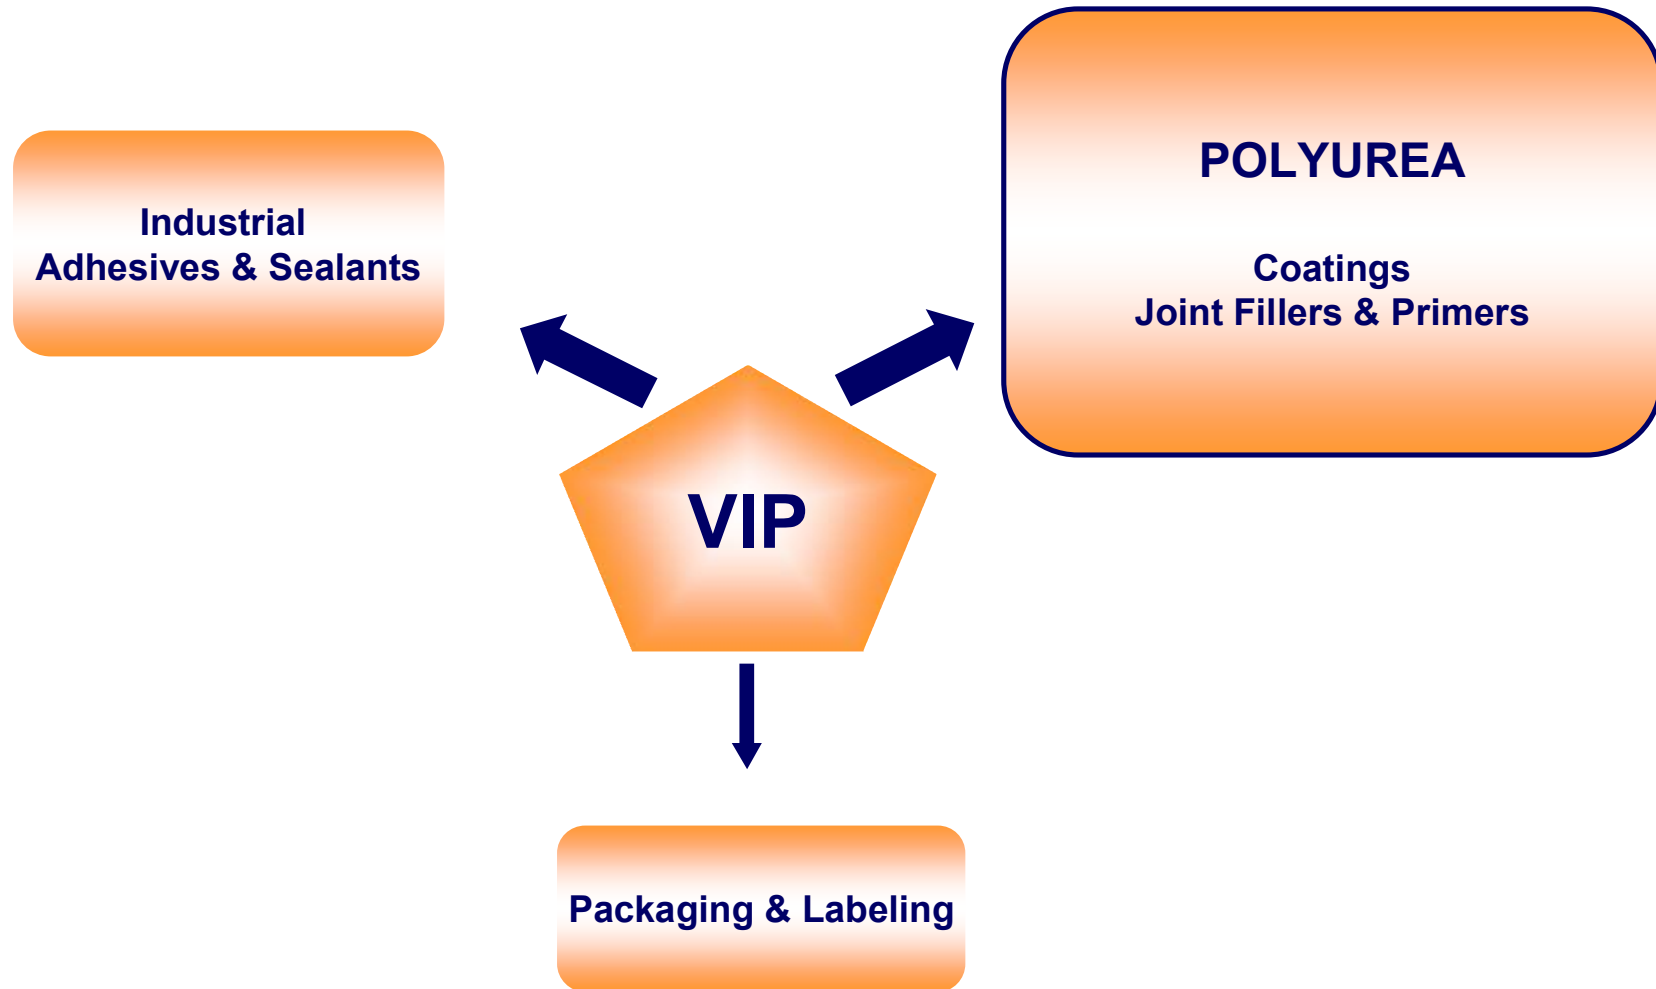 POLYUREA
Coatings
Joint Fillers & Primers
Industrial
Adhesives & Sealants
VIP
Packaging & Labeling